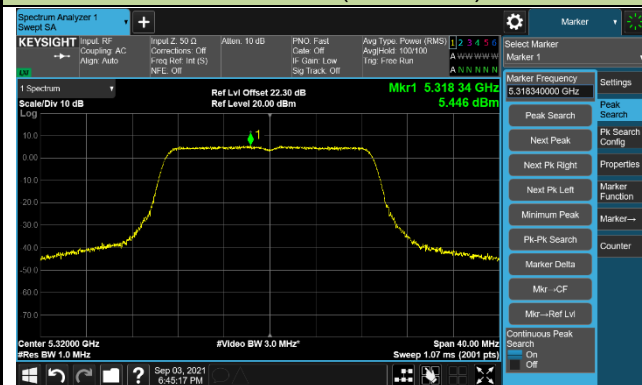 Spectrum Analyzer 1
Swept SA
Marker
KEYSIGHT
Input: RF
Coupling: AC
Align: Auto
Input Z: 50 Ω
Corrections: Off
Freq Ref: Int (S)
NFE: Off
Atten: 10 dB
PNO: Fast
Gate: Off
IF Gain: Low
Sig Track: Off
Avg Type: Power (RMS)
Avg|Hold: 100/100
Trig: Free Run
1 2 3 4 5 6
A W W W W W
A N N N N N
Select Marker
Marker 1
1 Spectrum
Scale/Div 10 dB
Ref Lvl Offset 22.30 dB
Ref Level 20.00 dBm
Mkr1 5.318 34 GHz
5.446 dBm
Log
10.0
0.00
-10.0
-20.0
-30.0
-40.0
-50.0
-60.0
-70.0
1
Center 5.32000 GHz
#Res BW 1.0 MHz
#Video BW 3.0 MHz*
Span 40.00 MHz
Sweep 1.07 ms (2001 pts)
Marker Frequency
5.318340000 GHz
Peak Search
Next Peak
Next Pk Right
Next Pk Left
Minimum Peak
Pk-Pk Search
Marker Delta
Mkr→CF
Mkr→Ref Lvl
Continuous Peak
Search
On
Off
Settings
Peak
Search
Pk Search
Config
Properties
Marker
Function
Marker→
Counter
Sep 03, 2021
6:45:17 PM